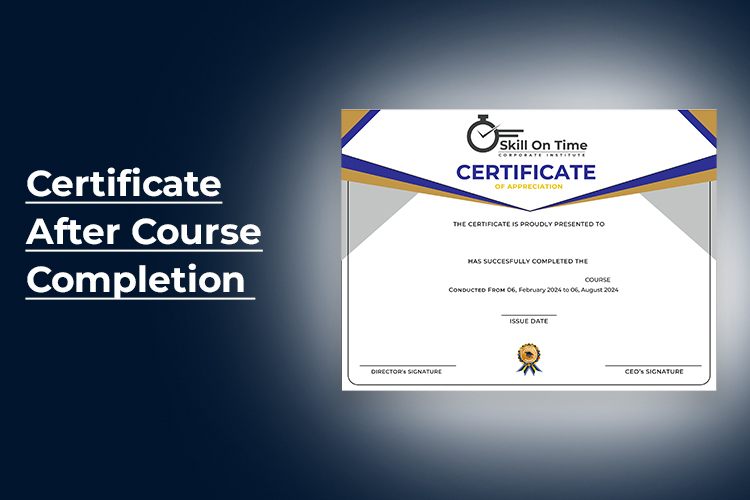 Certificate
After Course
Completion
Skill On Time
CORPORATE INSTITUTE
CERTIFICATE
OF APPRECIATION
THE CERTIFICATE IS PROUDLY PRESENTED TO
HAS SUCCESFULLY COMPLETED THE
COURSE
CONDUCTED FROM 06, February 2024 to 06, August 2024
ISSUE DATE
DIRECTOR's SIGNATURE
CEO's SIGNATURE